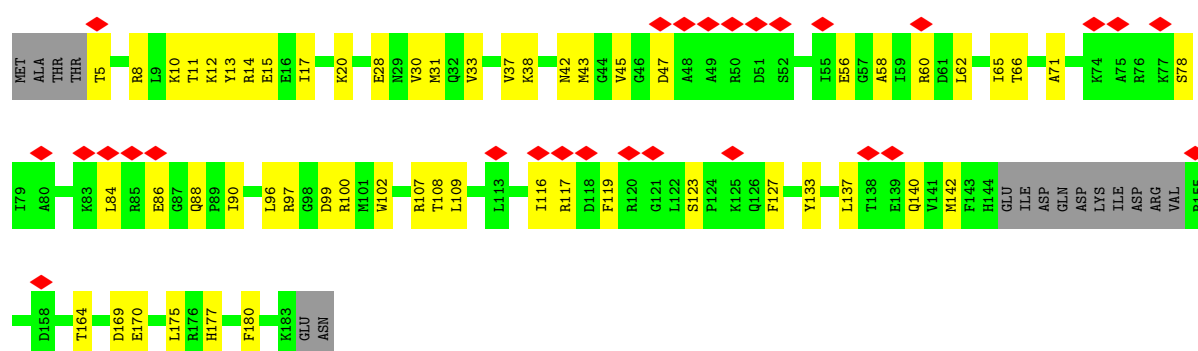 MET ALA THR THR T5 R8 L9 K10 T11 K12 Y13 R14 E15 E16 I17 K20 E28 N29 V30 M31 Q32 V33 V37 K38 N42 M43 G44 V45 G46 D47 A48 A49 R50 D51 S52 I55 E56 G57 A58 I59 R60 D61 L62 I65 T66 A71 K74 A75 R76 K77 S78
I79 A80 K83 L84 R85 E86 G87 Q88 P89 I90 L96 R97 G98 D99 R100 M101 W102 R107 T108 L109 L113 I116 R117 D118 F119 R120 G121 L122 S123 P124 K125 Q126 F127 Y133 L137 T138 E139 Q140 V141 M142 F143 H144 GLU ILE ASP GLN ASP LYS ILE ASP ARG VAL R155
D158 T164 D169 E170 L175 R176 H177 F180 K183 GLU ASN